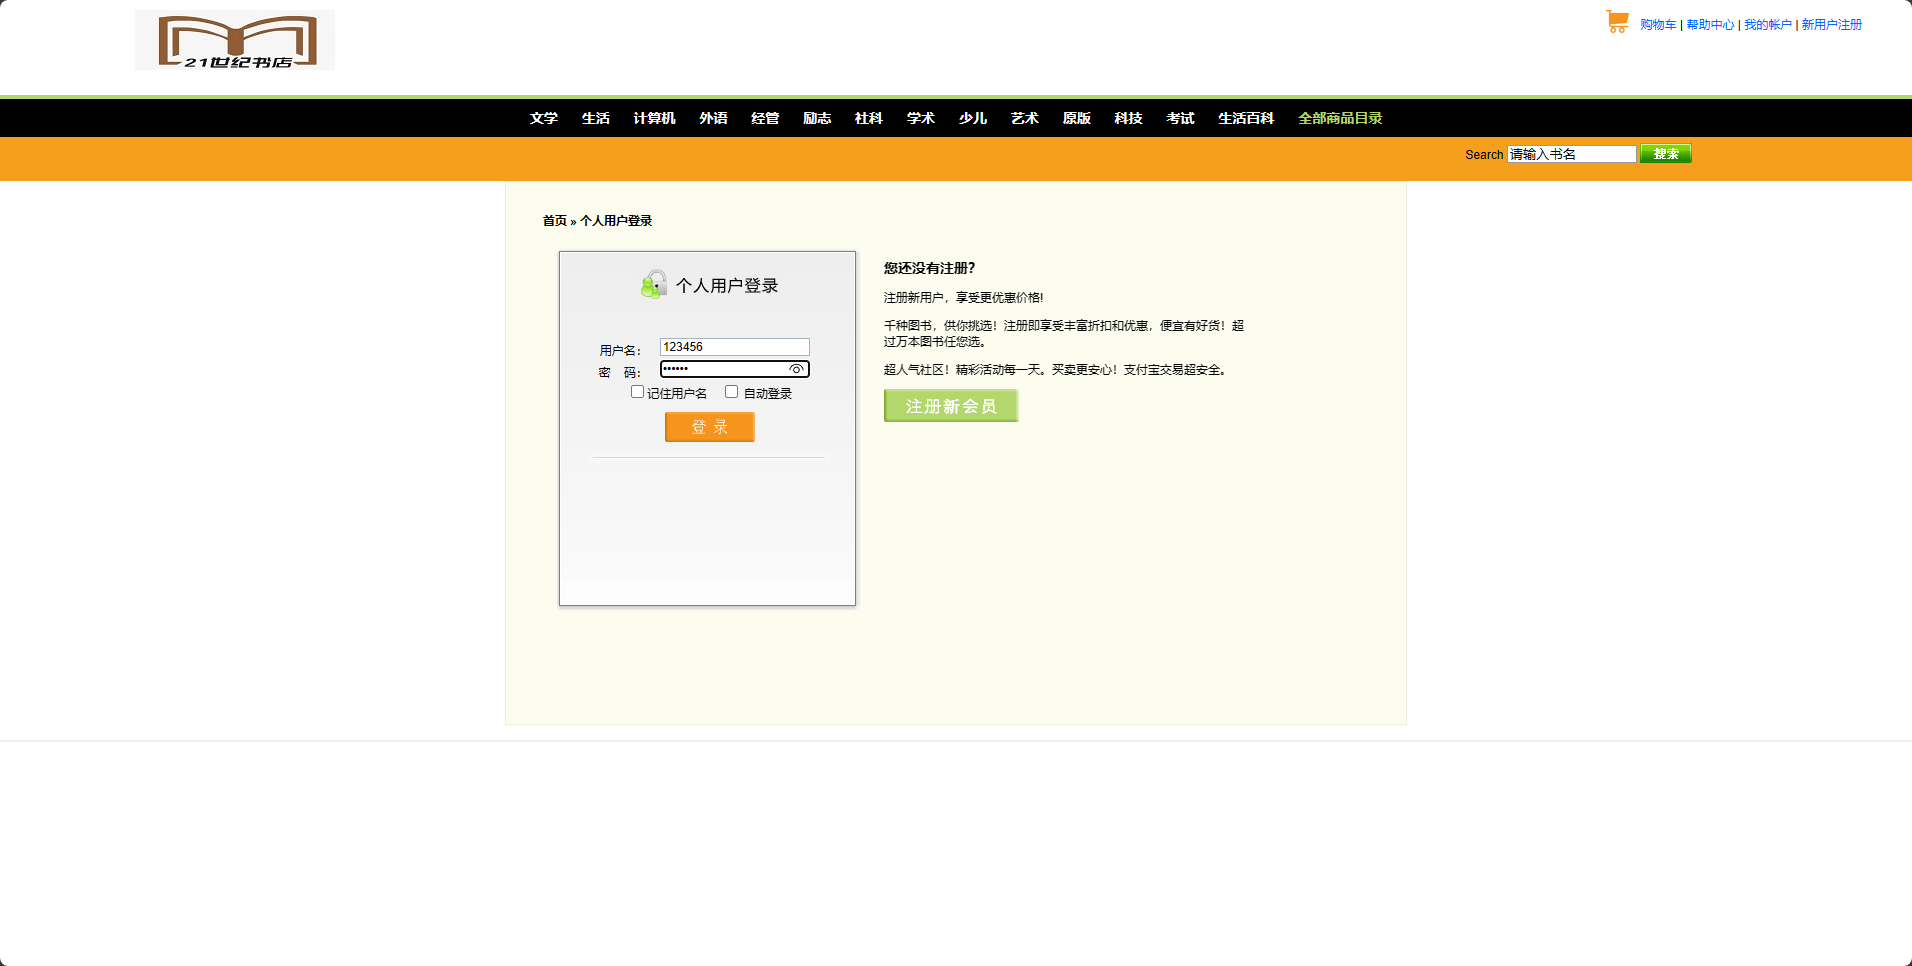 21世纪书店
购物车 | 帮助中心 | 我的帐户 | 新用户注册
文学 生活 计算机 外语 经管 励志 社科 学术 少儿 艺术 原版 科技 考试 生活百科 全部商品目录
Search 请输入书名 搜索
首页 » 个人用户登录
个人用户登录
用户名： 123456
密 码： ••••••
记住用户名 自动登录
登 录
您还没有注册？
注册新用户，享受更优惠价格!
千种图书，供你挑选！注册即享受丰富折扣和优惠，便宜有好货！超
过万本图书任您选。
超人气社区！精彩活动每一天。买卖更安心！支付宝交易超安全。
注册新会员